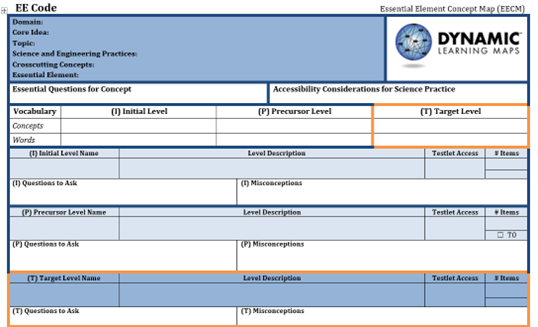 EE Code Essential Element Concept Map (EECM)
Domain:
Core Idea:
Topic:
Science and Engineering Practices:
Crosscutting Concepts:
Essential Element:
DYNAMIC
LEARNING MAPS
Essential Questions for Concept Accessibility Considerations for Science Practice
Vocabulary (I) Initial Level (P) Precursor Level (T) Target Level
Concepts
Words
(I) Initial Level Name Level Description Testlet Access # Items
(I) Questions to Ask (I) Misconceptions
(P) Precursor Level Name Level Description Testlet Access # Items
☐ TO
(P) Questions to Ask (P) Misconceptions
(T) Target Level Name Level Description Testlet Access # Items
(T) Questions to Ask (T) Misconceptions